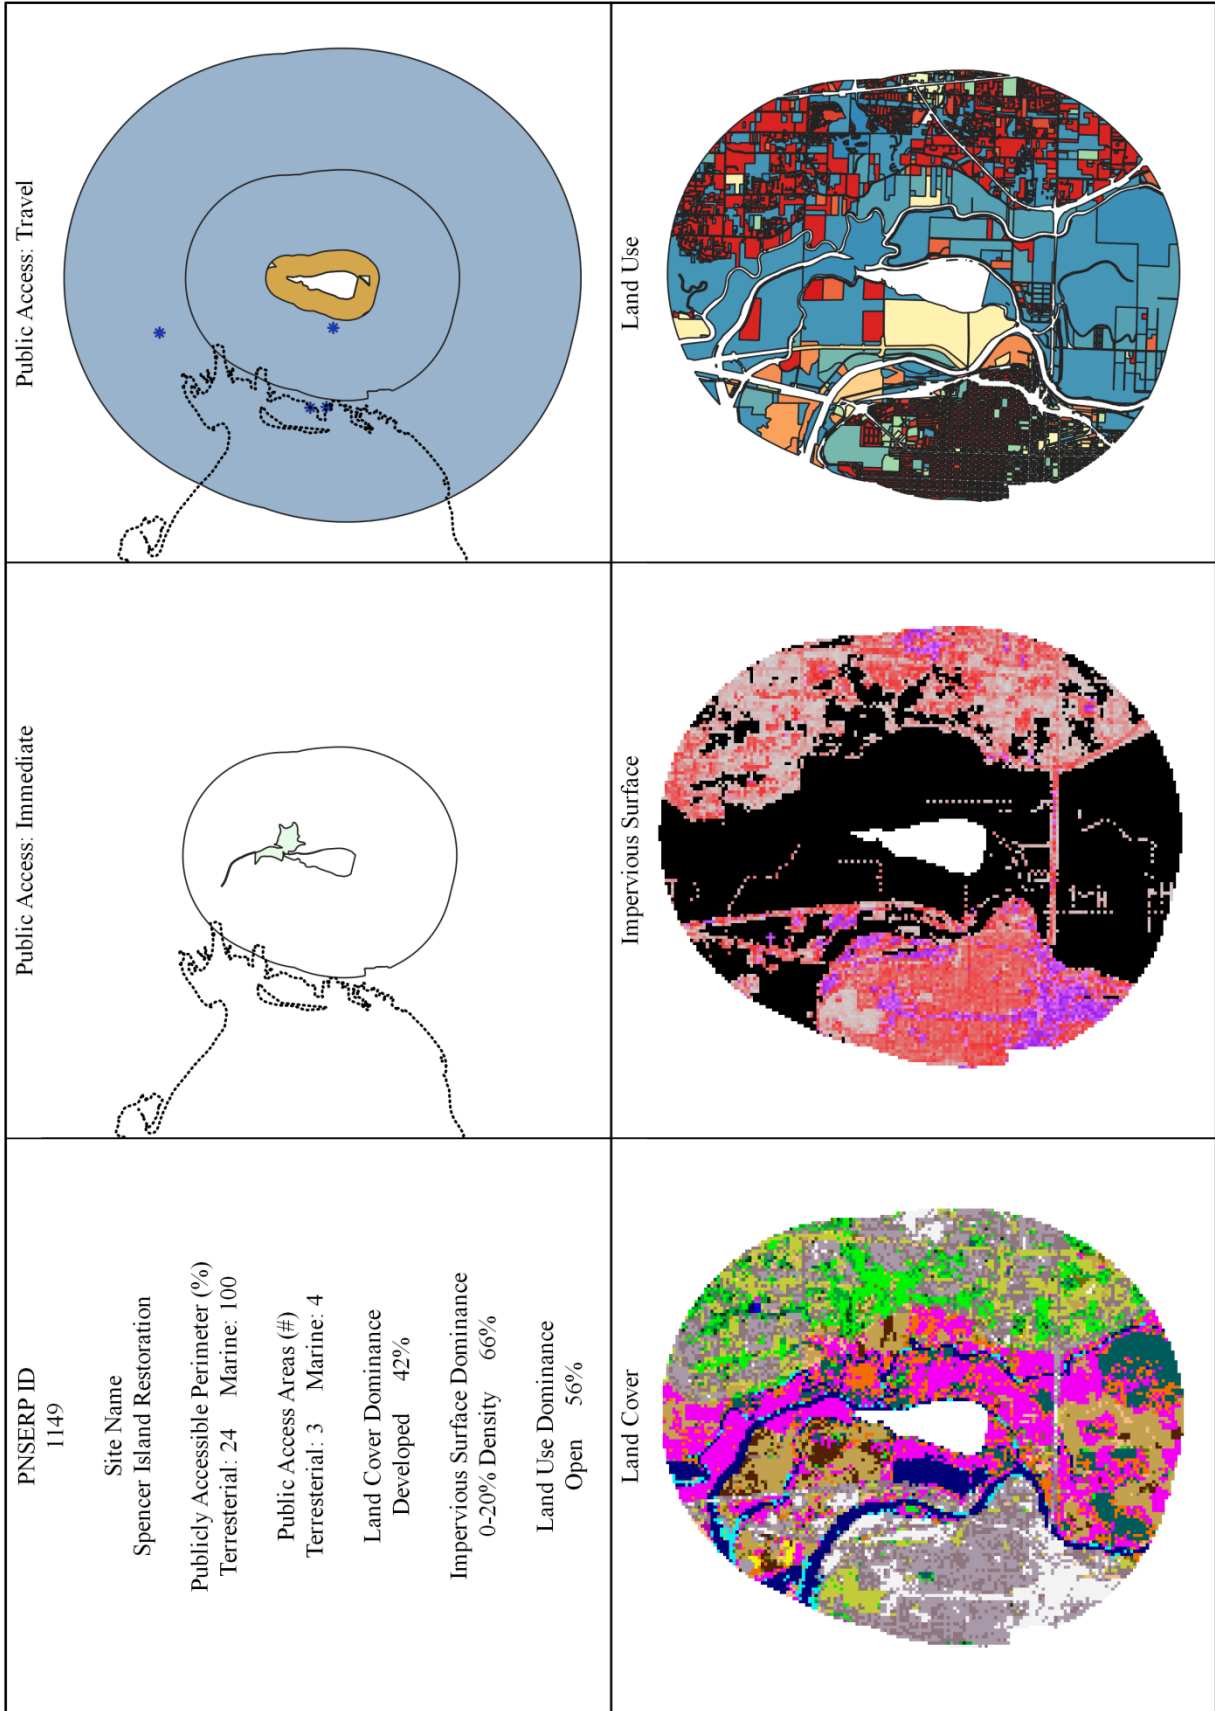 PNSERP ID
1149
Site Name
Spencer Island Restoration
Publicly Accessible Perimeter (%)
Terresterial: 24 Marine: 100
Public Access Areas (#)
Terresterial: 3 Marine: 4
Land Cover Dominance
Developed 42%
Impervious Surface Dominance
0-20% Density 66%
Land Use Dominance
Open 56%
Public Access: Immediate
Public Access: Travel
Land Cover
Impervious Surface
Land Use